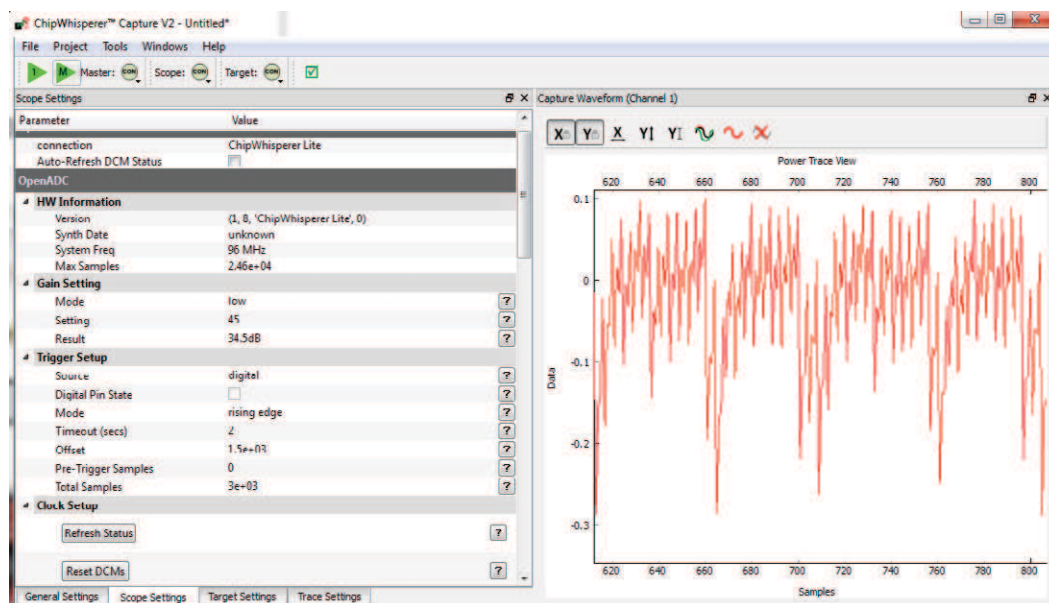 ChipWhisperer™ Capture V2 - Untitled*
File Project Tools Windows Help
1 M Master: CON Scope: CON Target: CON
Scope Settings
Parameter Value
connection ChipWhisperer Lite
Auto-Refresh DCM Status
OpenADC
HW Information
Version (1, 8, 'ChipWhisperer Lite', 0)
Synth Date unknown
System Freq 96 MHz
Max Samples 2.46e+04
Gain Setting
Mode low ?
Setting 45 ?
Result 34.5dB ?
Trigger Setup
Source digital ?
Digital Pin State ?
Mode rising edge ?
Timeout (secs) 2 ?
Offset 1.5e+03 ?
Pre-Trigger Samples 0 ?
Total Samples 3e+03 ?
Clock Setup
Refresh Status ?
Reset DCMs ?
General Settings Scope Settings Target Settings Trace Settings
Capture Waveform (Channel 1)
X Y X Y Y
Power Trace View
620 640 660 680 700 720 740 760 780 800
0.1
0
-0.1
-0.2
-0.3
Data
620 640 660 680 700 720 740 760 780 800
Samples